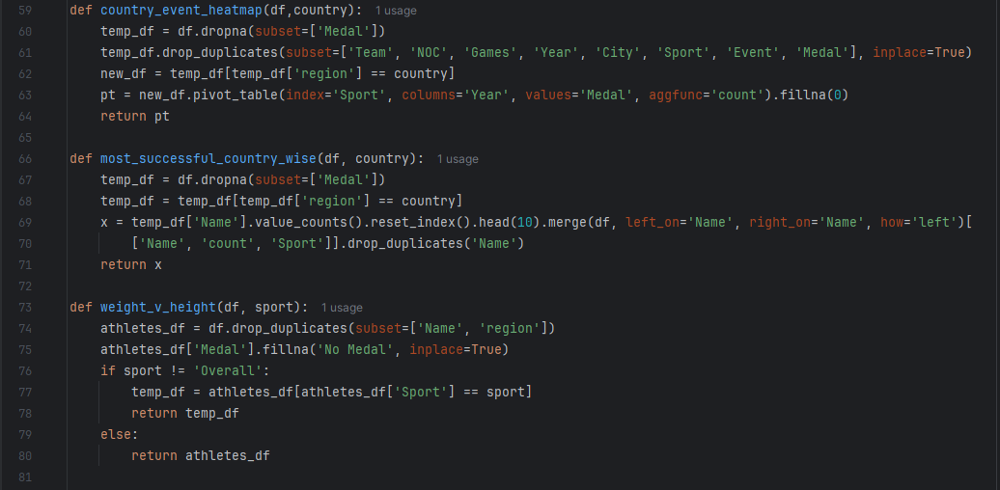 59 def country_event_heatmap(df,country): 1 usage
60 temp_df = df.dropna(subset=['Medal'])
61 temp_df.drop_duplicates(subset=['Team', 'NOC', 'Games', 'Year', 'City', 'Sport', 'Event', 'Medal'], inplace=True)
62 new_df = temp_df[temp_df['region'] == country]
63 pt = new_df.pivot_table(index='Sport', columns='Year', values='Medal', aggfunc='count').fillna(0)
64 return pt
65
66 def most_successful_country_wise(df, country): 1 usage
67 temp_df = df.dropna(subset=['Medal'])
68 temp_df = temp_df[temp_df['region'] == country]
69 x = temp_df['Name'].value_counts().reset_index().head(10).merge(df, left_on='Name', right_on='Name', how='left')[
70 ['Name', 'count', 'Sport']].drop_duplicates('Name')
71 return x
72
73 def weight_v_height(df, sport): 1 usage
74 athletes_df = df.drop_duplicates(subset=['Name', 'region'])
75 athletes_df['Medal'].fillna('No Medal', inplace=True)
76 if sport != 'Overall':
77 temp_df = athletes_df[athletes_df['Sport'] == sport]
78 return temp_df
79 else:
80 return athletes_df
81